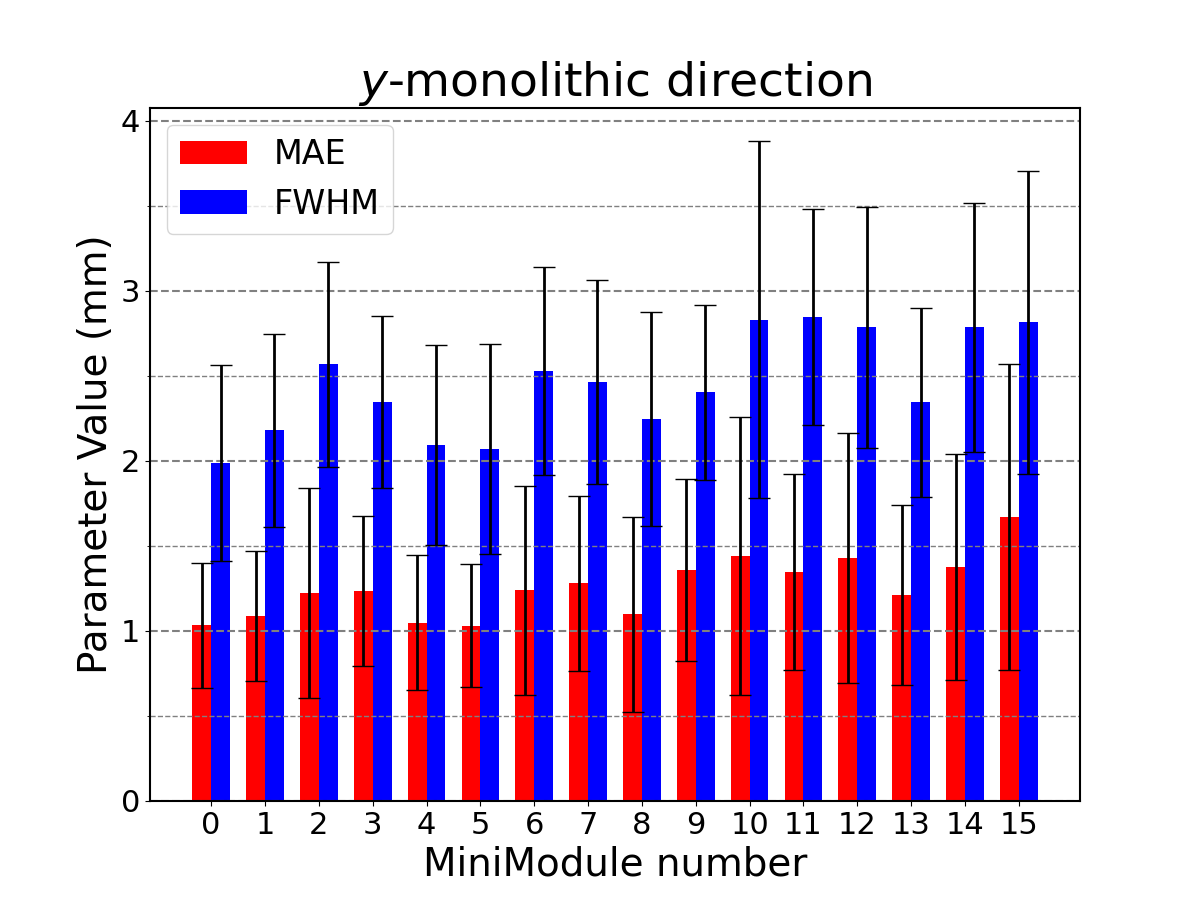 y-monolithic direction
MAE
FWHM
Parameter Value (mm)
4
3
2
1
0
0 1 2 3 4 5 6 7 8 9 10 11 12 13 14 15
MiniModule number